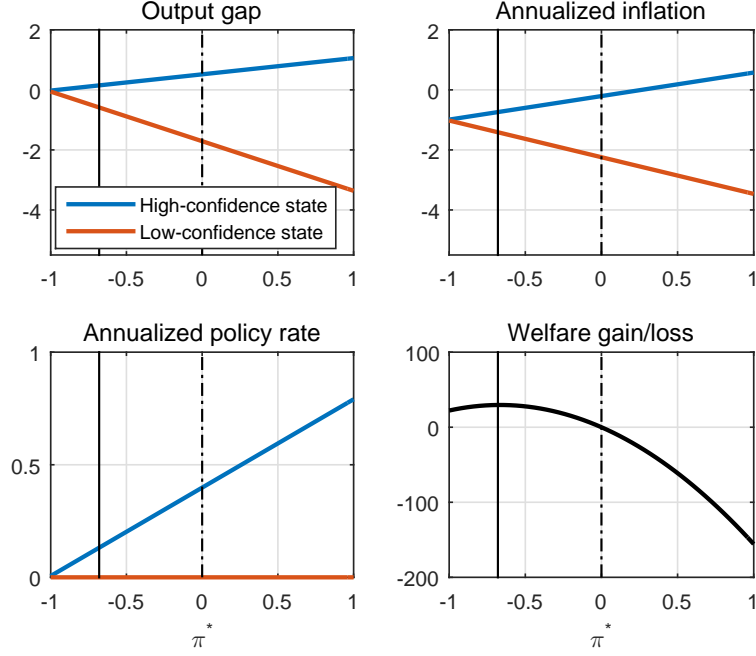 Output gap
Annualized inflation
2
0
-2
-4
High-confidence state
Low-confidence state
-1 -0.5 0 0.5 1
2
0
-2
-4
-1 -0.5 0 0.5 1
Annualized policy rate
Welfare gain/loss
1
0.5
0
-1 -0.5 0 0.5 1
π*
100
0
-100
-200
-1 -0.5 0 0.5 1
π*